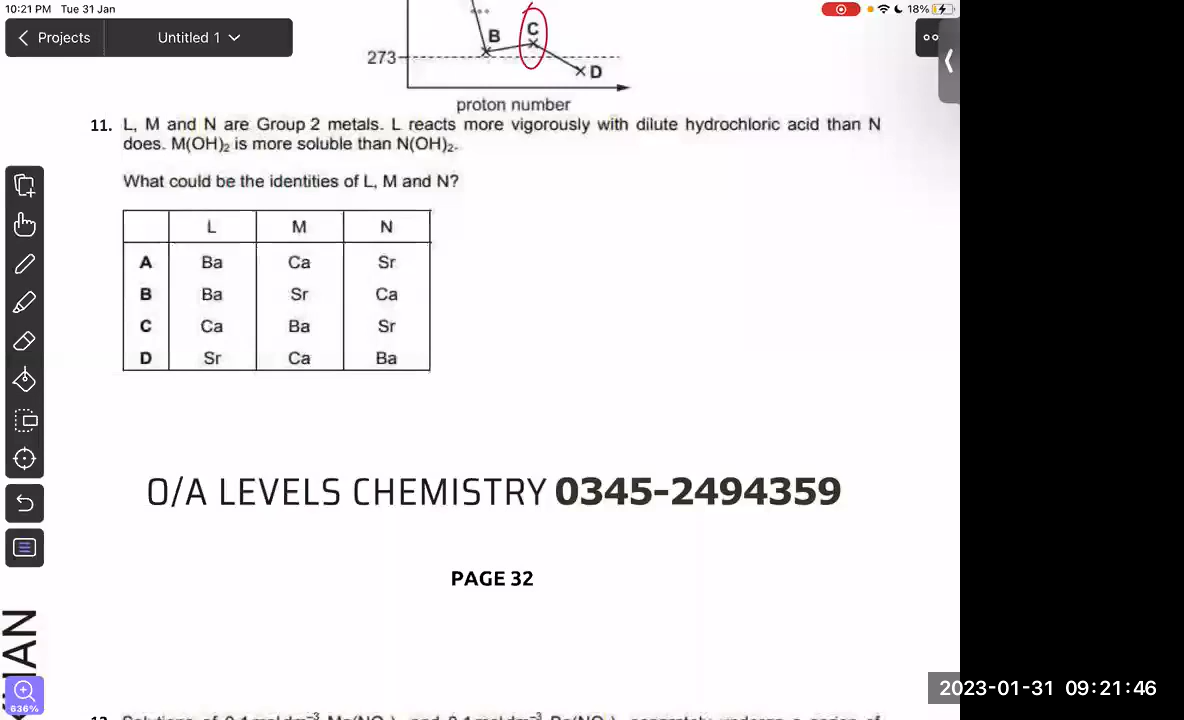 10:21 PM Tue 31 Jan
18%
Projects
Untitled 1
B
C
273
D
proton number
11. L, M and N are Group 2 metals. L reacts more vigorously with dilute hydrochloric acid than N
does. M(OH)₂ is more soluble than N(OH)₂.
What could be the identities of L, M and N?
L M N
A Ba Ca Sr
B Ba Sr Ca
C Ca Ba Sr
D Sr Ca Ba
O/A LEVELS CHEMISTRY 0345-2494359
PAGE 32
636%
2023-01-31 09:21:46